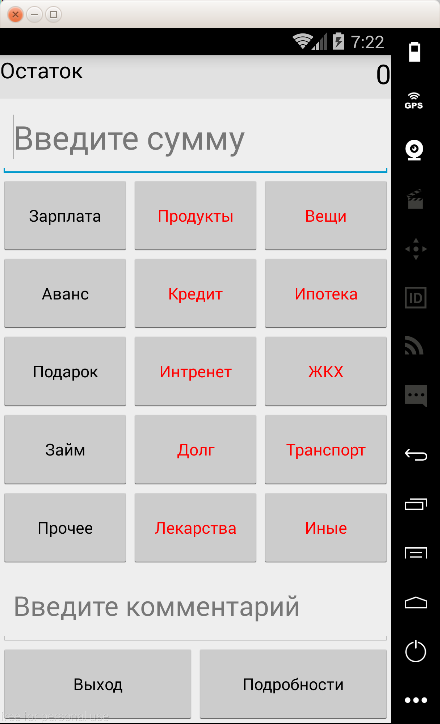 7:22
Остаток 0
Введите сумму
Зарплата Продукты Вещи
Аванс Кредит Ипотека
Подарок Интренет ЖКХ
Займ Долг Транспорт
Прочее Лекарства Иные
Введите комментарий
Выход Подробности
GPS
ID